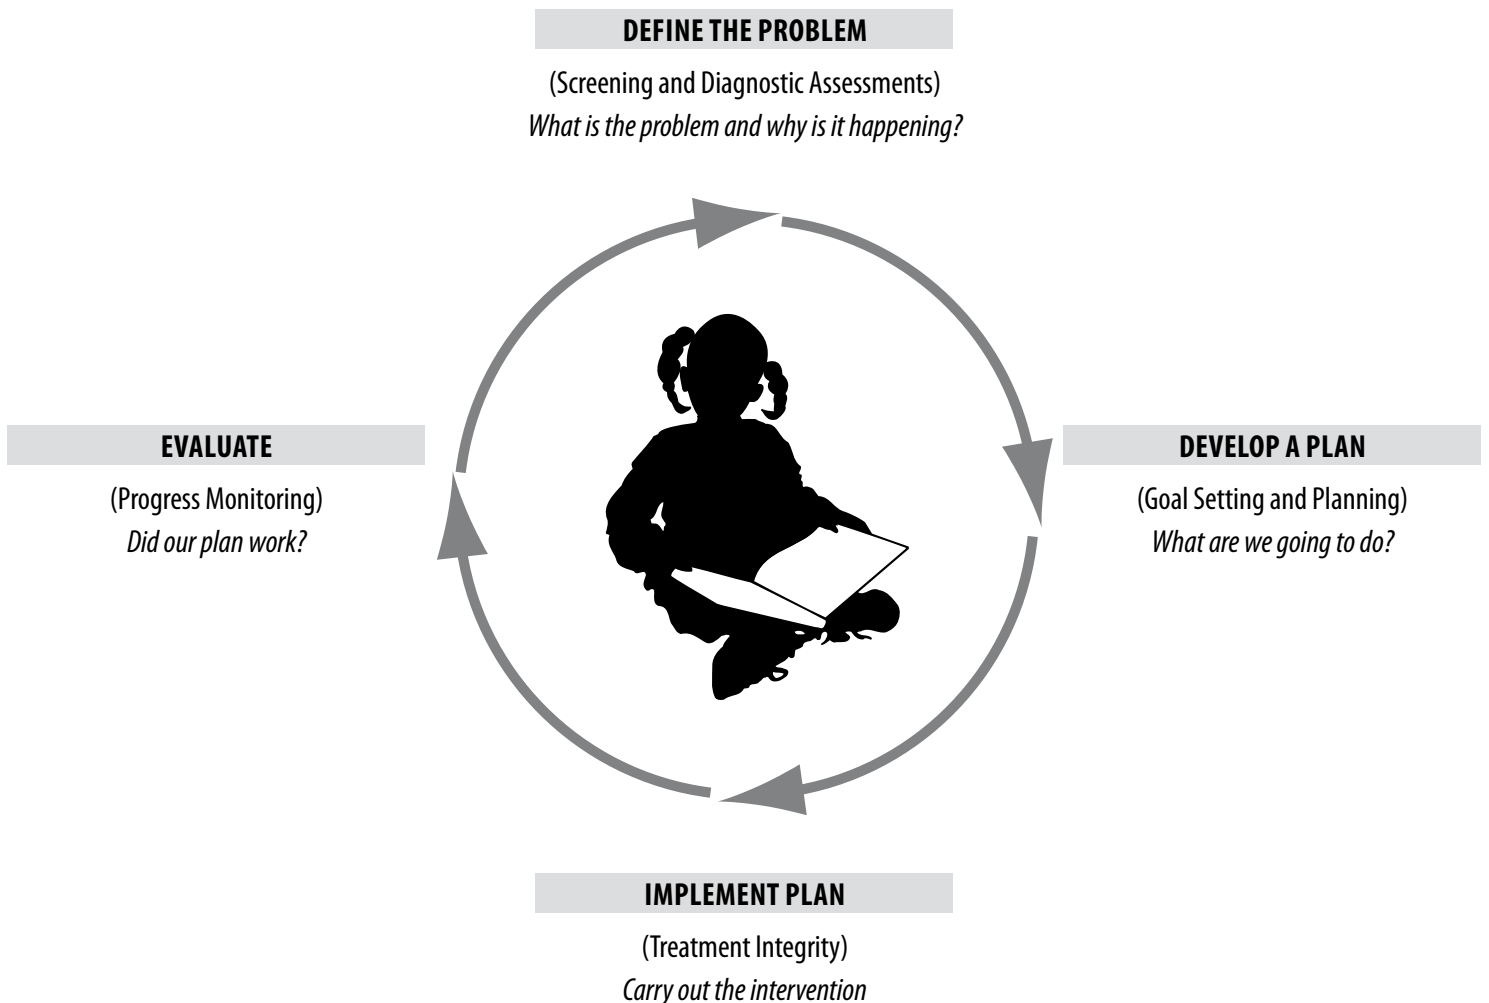 DEFINE THE PROBLEM
(Screening and Diagnostic Assessments)
What is the problem and why is it happening?
EVALUATE
(Progress Monitoring)
Did our plan work?
DEVELOP A PLAN
(Goal Setting and Planning)
What are we going to do?
IMPLEMENT PLAN
(Treatment Integrity)
Carry out the intervention